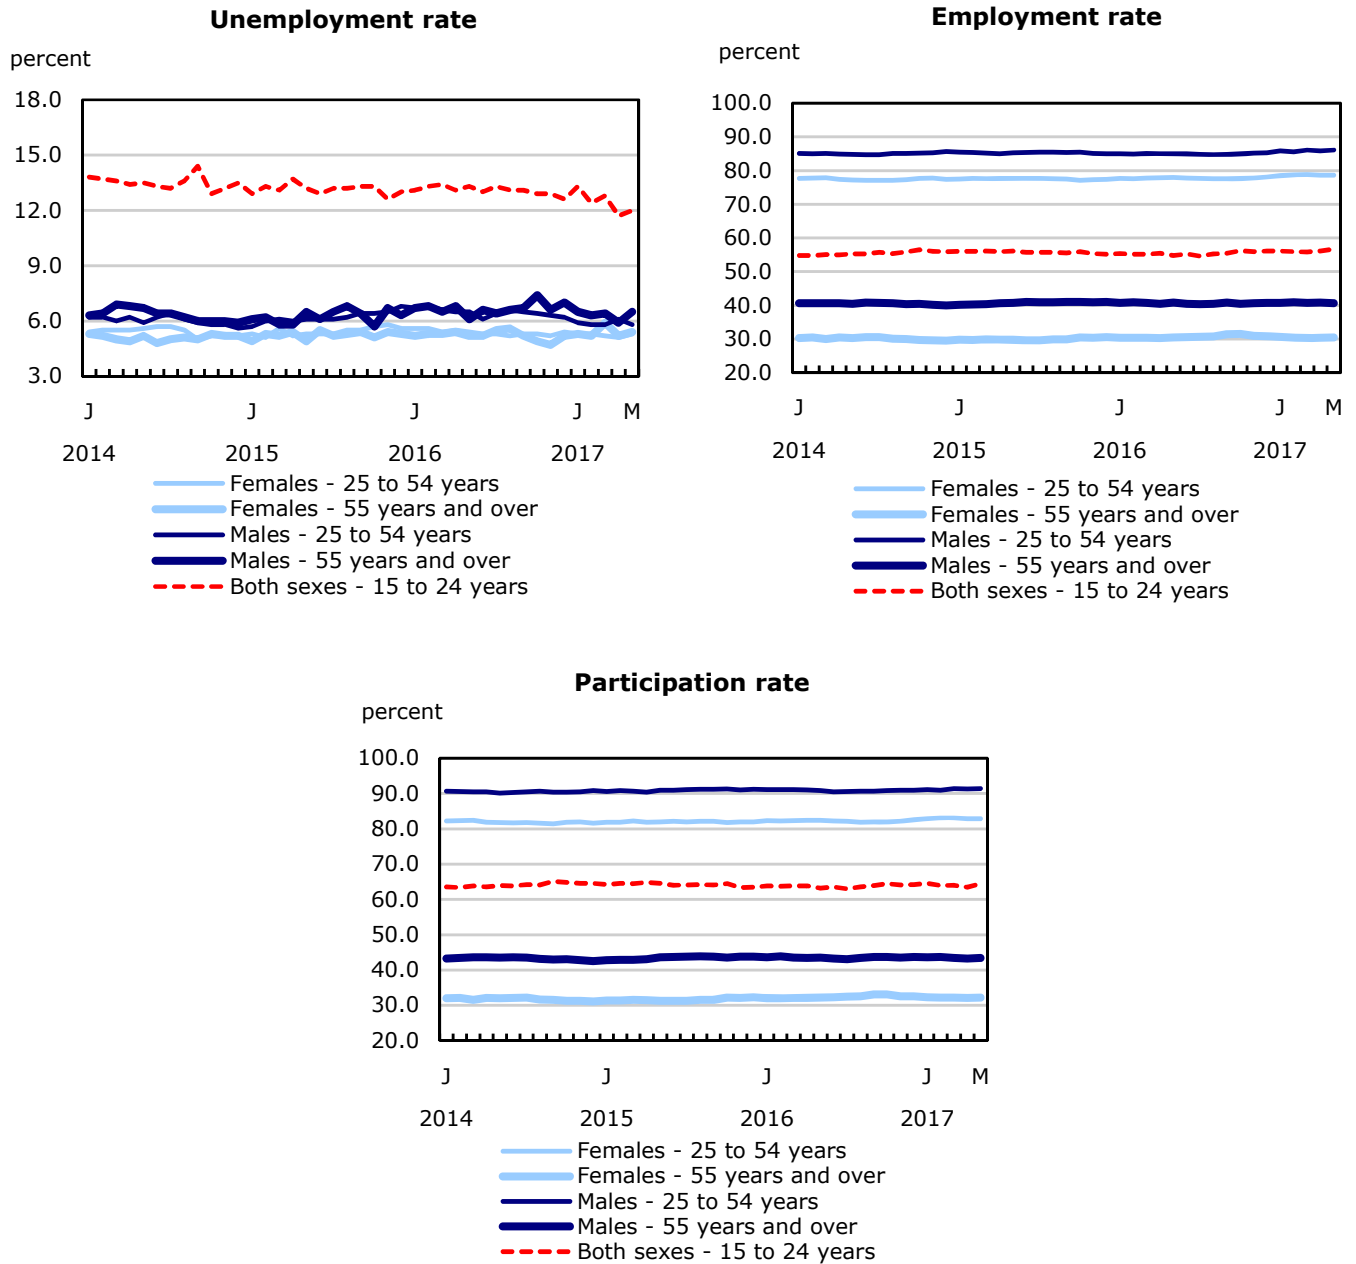 Unemployment rate
percent
18.0
15.0
12.0
9.0
6.0
3.0
J J J J M
2014 2015 2016 2017
Females - 25 to 54 years
Females - 55 years and over
Males - 25 to 54 years
Males - 55 years and over
Both sexes - 15 to 24 years
Employment rate
percent
100.0
90.0
80.0
70.0
60.0
50.0
40.0
30.0
20.0
J J J J M
2014 2015 2016 2017
Females - 25 to 54 years
Females - 55 years and over
Males - 25 to 54 years
Males - 55 years and over
Both sexes - 15 to 24 years
Participation rate
percent
100.0
90.0
80.0
70.0
60.0
50.0
40.0
30.0
20.0
J J J J M
2014 2015 2016 2017
Females - 25 to 54 years
Females - 55 years and over
Males - 25 to 54 years
Males - 55 years and over
Both sexes - 15 to 24 years